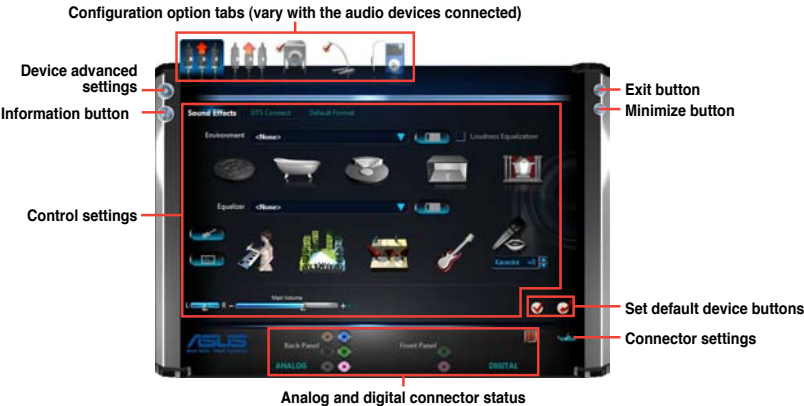 Configuration option tabs (vary with the audio devices connected)
Device advanced
settings
Exit button
Information button
Minimize button
Sound Effects DTS Connect Default Format
Environment <None> Loudness Equalization
Control settings
Equalizer <None>
Karaoke +0
Main Volume
L R - +
Set default device buttons
ASUS
Connector settings
Back Panel Front Panel
ANALOG DIGITAL
Analog and digital connector status